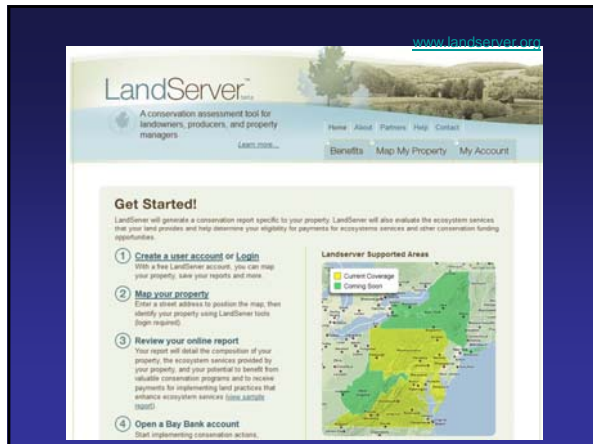 www.landserver.org
LandServer™
beta
A conservation assessment tool for
landowners, producers, and property
managers
Learn more...
Home About Partners Help Contact
Benefits Map My Property My Account
Get Started!
LandServer will generate a conservation report specific to your property. LandServer will also evaluate the ecosystem services
that your land provides and help determine your eligibility for payments for ecosystems services and other conservation funding
opportunities.
1 Create a user account or Login
With a free LandServer account, you can map
your property, save your reports and more.
2 Map your property
Enter a street address to position the map, then
identify your property using LandServer tools
(login required).
3 Review your online report
Your report will detail the composition of your
property, the ecosystem services provided by
your property, and your potential to benefit from
valuable conservation programs and to receive
payments for implementing land practices that
enhance ecosystem services (view sample
report).
4 Open a Bay Bank account
Start implementing conservation actions,
Landserver Supported Areas
Current Coverage
Coming Soon